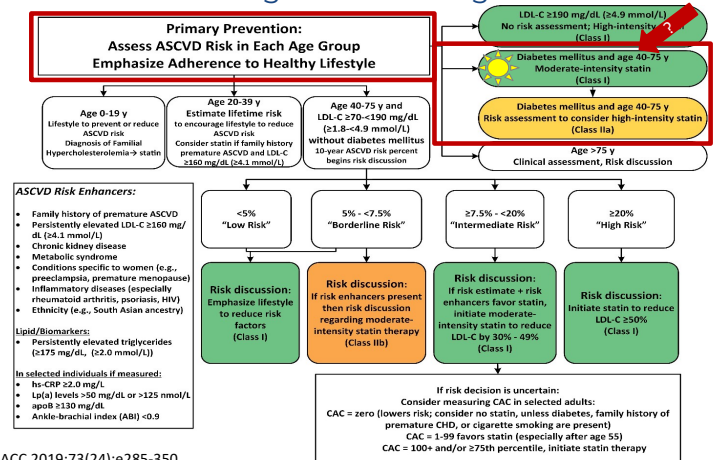 Primary Prevention:
Assess ASCVD Risk in Each Age Group
Emphasize Adherence to Healthy Lifestyle
LDL-C ≥190 mg/dL (≥4.9 mmol/L)
No risk assessment; High-intensity
(Class I)
?
Diabetes mellitus and age 40-75 y
Moderate-intensity statin
(Class I)
Diabetes mellitus and age 40-75 y
Risk assessment to consider high-intensity statin
(Class IIa)
Age >75 y
Clinical assessment, Risk discussion
Age 0-19 y
Lifestyle to prevent or reduce
ASCVD risk
Diagnosis of Familial
Hypercholesterolemia→ statin
Age 20-39 y
Estimate lifetime risk
to encourage lifestyle to reduce
ASCVD risk
Consider statin if family history
premature ASCVD and LDL-C
≥160 mg/dL (≥4.1 mmol/L)
Age 40-75 y and
LDL-C ≥70-<190 mg/dL
(≥1.8-<4.9 mmol/L)
without diabetes mellitus
10-year ASCVD risk percent
begins risk discussion
ASCVD Risk Enhancers:
• Family history of premature ASCVD
• Persistently elevated LDL-C ≥160 mg/
dL (≥4.1 mmol/L)
• Chronic kidney disease
• Metabolic syndrome
• Conditions specific to women (e.g.,
preeclampsia, premature menopause)
• Inflammatory diseases (especially
rheumatoid arthritis, psoriasis, HIV)
• Ethnicity (e.g., South Asian ancestry)
Lipid/Biomarkers:
• Persistently elevated triglycerides
(≥175 mg/dL, (≥2.0 mmol/L))
In selected individuals if measured:
• hs-CRP ≥2.0 mg/L
• Lp(a) levels >50 mg/dL or >125 nmol/L
• apoB ≥130 mg/dL
• Ankle-brachial index (ABI) <0.9
<5%
"Low Risk"
5% - <7.5%
"Borderline Risk"
≥7.5% - <20%
"Intermediate Risk"
≥20%
"High Risk"
Risk discussion:
Emphasize lifestyle
to reduce risk
factors
(Class I)
Risk discussion:
If risk enhancers present
then risk discussion
regarding moderate-
intensity statin therapy
(Class IIb)
Risk discussion:
If risk estimate + risk
enhancers favor statin,
initiate moderate-
intensity statin to reduce
LDL-C by 30% - 49%
(Class I)
Risk discussion:
Initiate statin to reduce
LDL-C ≥50%
(Class I)
If risk decision is uncertain:
Consider measuring CAC in selected adults:
CAC = zero (lowers risk; consider no statin, unless diabetes, family history of
premature CHD, or cigarette smoking are present)
CAC = 1-99 favors statin (especially after age 55)
CAC = 100+ and/or ≥75th percentile, initiate statin therapy
ACC 2019;73(24):e285-350